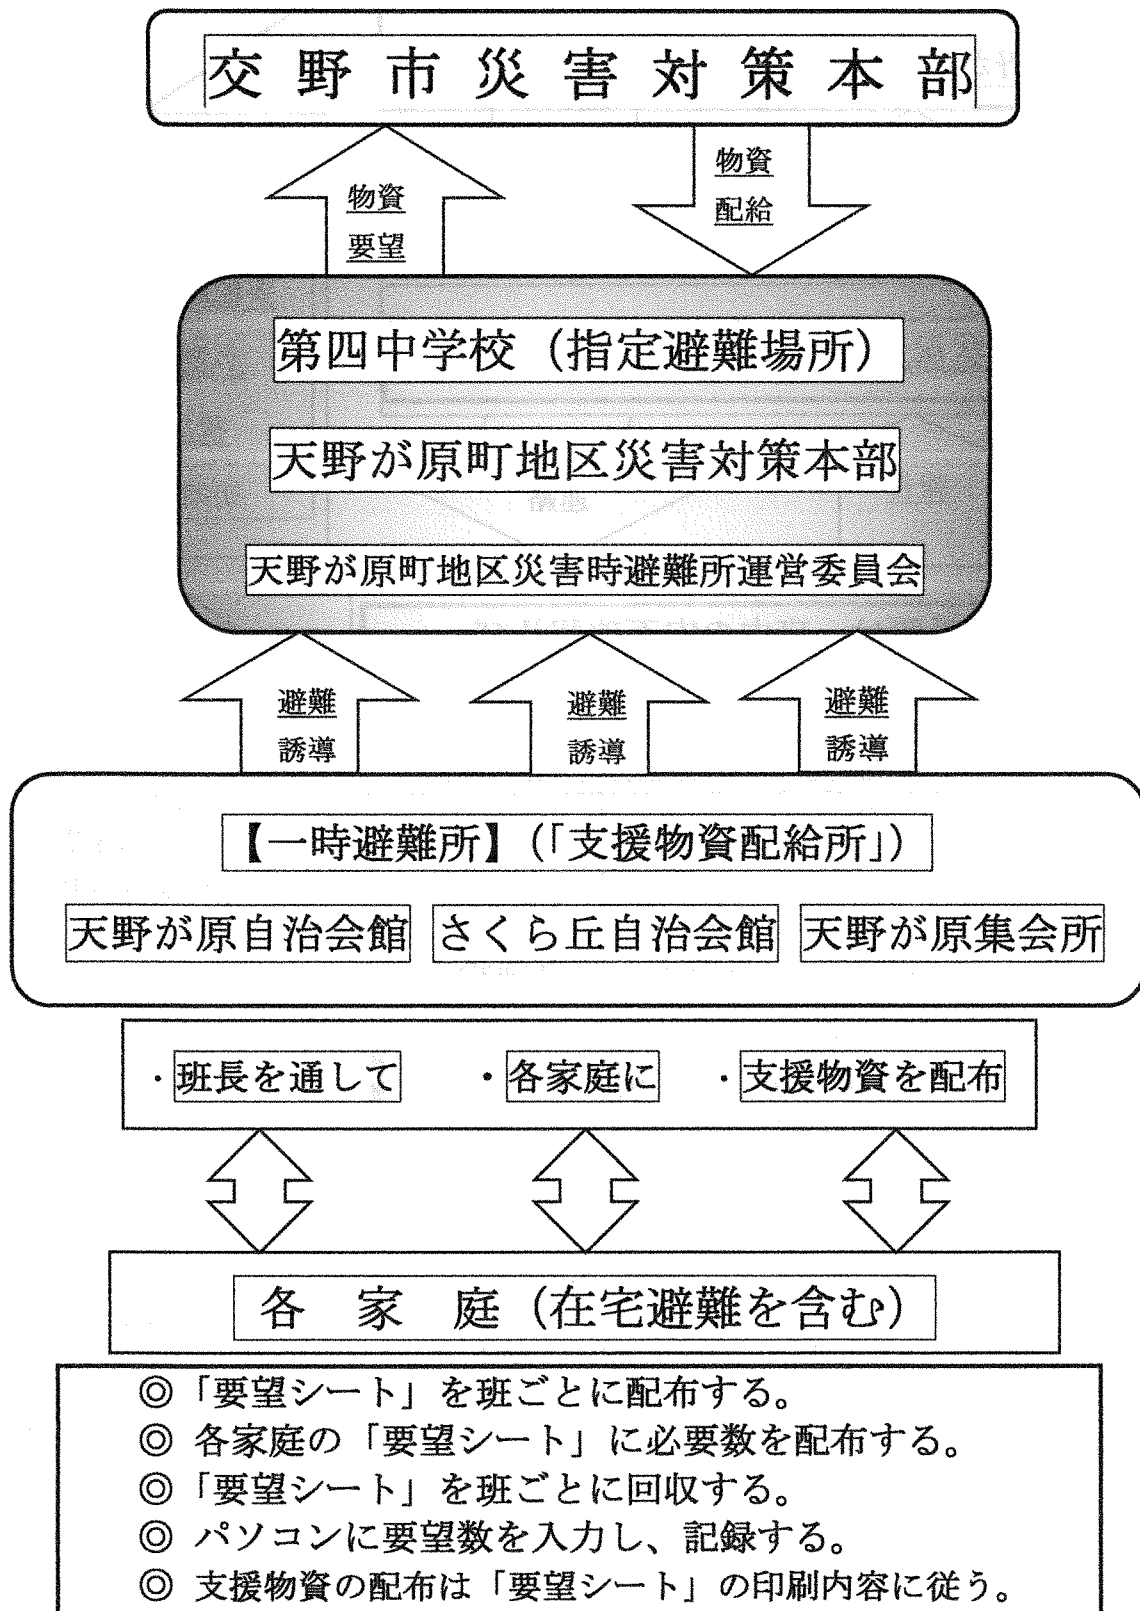 交野市災害対策本部
物資
要望
物資
配給
第四中学校（指定避難場所）
天野が原町地区災害対策本部
天野が原町地区災害時避難所運営委員会
避難
誘導
避難
誘導
避難
誘導
【一時避難所】（「支援物資配給所」）
天野が原自治会館 さくら丘自治会館 天野が原集会所
・班長を通して ・各家庭に ・支援物資を配布
各 家 庭（在宅避難を含む）
◎「要望シート」を班ごとに配布する。
◎ 各家庭の「要望シート」に必要数を配布する。
◎「要望シート」を班ごとに回収する。
◎ パソコンに要望数を入力し、記録する。
◎ 支援物資の配布は「要望シート」の印刷内容に従う。